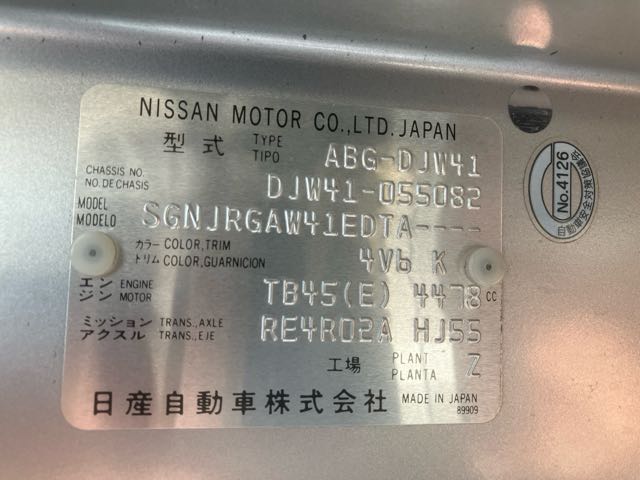 NISSAN MOTOR CO.,LTD. JAPAN
型式 TYPE TIPO ABG-DJW41
CHASSIS NO. NO.DE CHASIS DJW41-055082
MODEL MODELO SGNJRGAW41EDTA----
カラー COLOR,TRIM
トリム COLOR,GUARNICION 4V6 K
エンジン ENGINE MOTOR TB45(E) 4478 CC
ミッション TRANS.,AXLE
アクスル TRANS.,EJE RE4R02A HJ55
工場 PLANT PLANTA Z
日産自動車株式会社 MADE IN JAPAN
89909
No.4126